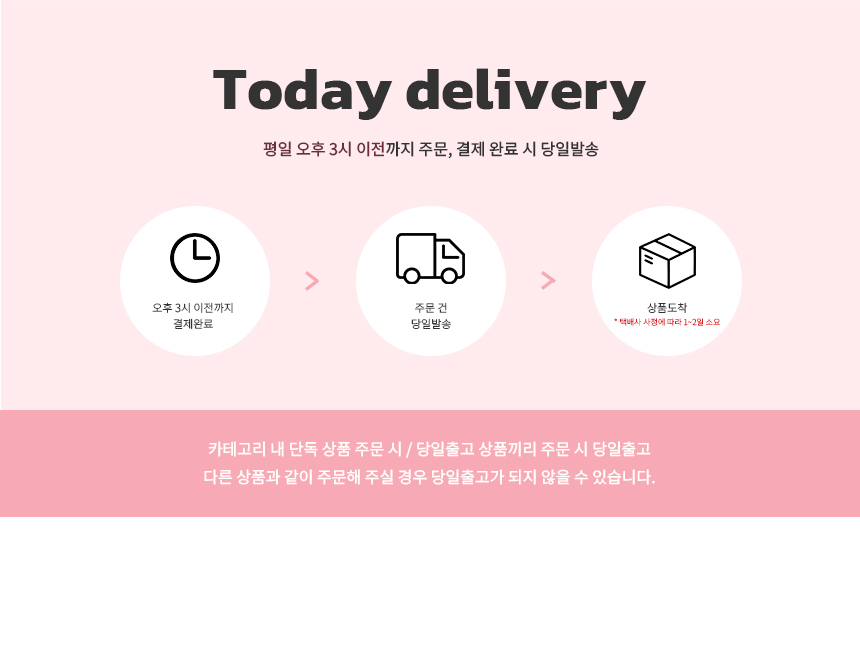 Today delivery
평일 오후 3시 이전까지 주문, 결제 완료 시 당일발송
오후 3시 이전까지
결제완료
주문 건
당일발송
상품도착
* 택배사 사정에 따라 1~2일 소요
카테고리 내 단독 상품 주문 시 / 당일출고 상품끼리 주문 시 당일출고
다른 상품과 같이 주문해 주실 경우 당일출고가 되지 않을 수 있습니다.